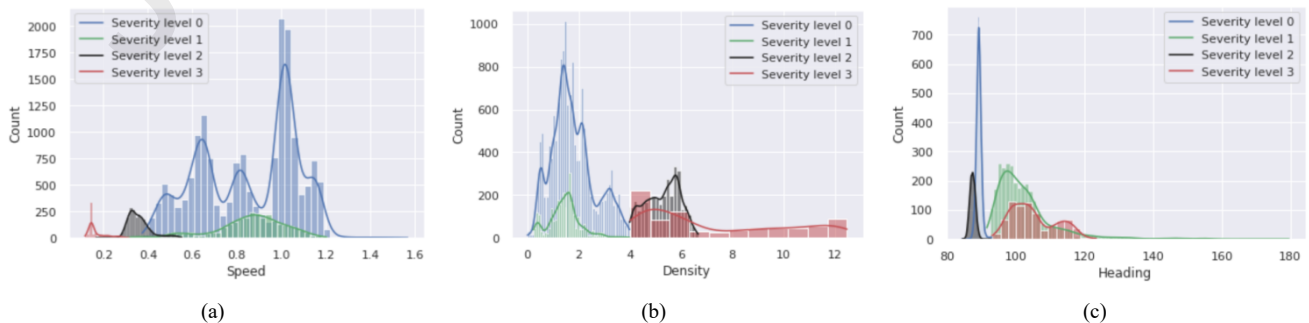 Severity level 0
Severity level 1
Severity level 2
Severity level 3
2000
1750
1500
1250
1000
750
500
250
0
Count
0.2 0.4 0.6 0.8 1.0 1.2 1.4 1.6
Speed
(a)
Severity level 0
Severity level 1
Severity level 2
Severity level 3
1000
800
600
400
200
0
Count
0 2 4 6 8 10 12
Density
(b)
Severity level 0
Severity level 1
Severity level 2
Severity level 3
700
600
500
400
300
200
100
0
Count
80 100 120 140 160 180
Heading
(c)